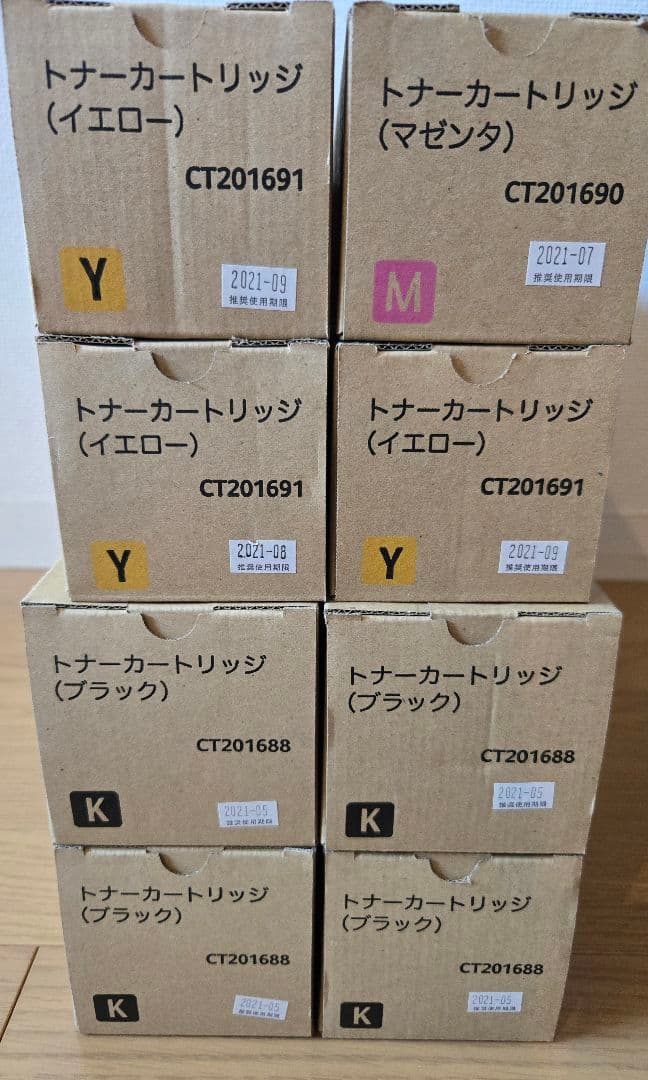 トナーカートリッジ
(イエロー)
CT201691
Y
2021-09
推奨使用期限
トナーカートリッジ
(マゼンタ)
CT201690
M
2021-07
推奨使用期限
トナーカートリッジ
(イエロー)
CT201691
Y
2021-08
推奨使用期限
トナーカートリッジ
(イエロー)
CT201691
Y
2021-09
推奨使用期限
トナーカートリッジ
(ブラック)
CT201688
K
2021-05
推奨使用期限
トナーカートリッジ
(ブラック)
CT201688
K
2021-05
推奨使用期限
トナーカートリッジ
(ブラック)
CT201688
K
2021-05
推奨使用期限
トナーカートリッジ
(ブラック)
CT201688
K
2021-05
推奨使用期限